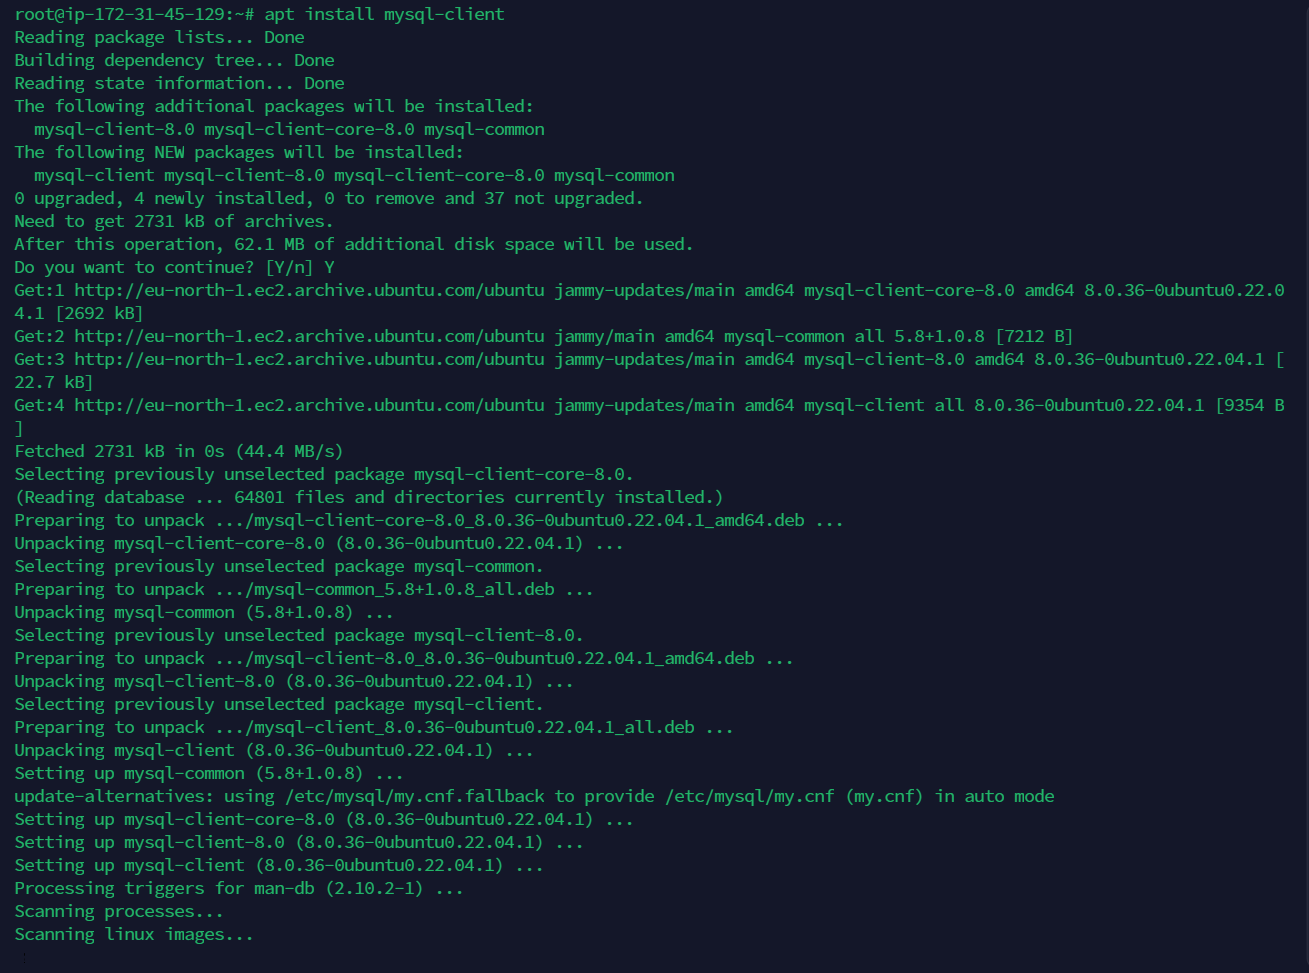 root@ip-172-31-45-129:~# apt install mysql-client
Reading package lists... Done
Building dependency tree... Done
Reading state information... Done
The following additional packages will be installed:
  mysql-client-8.0 mysql-client-core-8.0 mysql-common
The following NEW packages will be installed:
  mysql-client mysql-client-8.0 mysql-client-core-8.0 mysql-common
0 upgraded, 4 newly installed, 0 to remove and 37 not upgraded.
Need to get 2731 kB of archives.
After this operation, 62.1 MB of additional disk space will be used.
Do you want to continue? [Y/n] Y
Get:1 http://eu-north-1.ec2.archive.ubuntu.com/ubuntu jammy-updates/main amd64 mysql-client-core-8.0 amd64 8.0.36-0ubuntu0.22.0
4.1 [2692 kB]
Get:2 http://eu-north-1.ec2.archive.ubuntu.com/ubuntu jammy/main amd64 mysql-common all 5.8+1.0.8 [7212 B]
Get:3 http://eu-north-1.ec2.archive.ubuntu.com/ubuntu jammy-updates/main amd64 mysql-client-8.0 amd64 8.0.36-0ubuntu0.22.04.1 [
22.7 kB]
Get:4 http://eu-north-1.ec2.archive.ubuntu.com/ubuntu jammy-updates/main amd64 mysql-client all 8.0.36-0ubuntu0.22.04.1 [9354 B
]
Fetched 2731 kB in 0s (44.4 MB/s)
Selecting previously unselected package mysql-client-core-8.0.
(Reading database ... 64801 files and directories currently installed.)
Preparing to unpack .../mysql-client-core-8.0_8.0.36-0ubuntu0.22.04.1_amd64.deb ...
Unpacking mysql-client-core-8.0 (8.0.36-0ubuntu0.22.04.1) ...
Selecting previously unselected package mysql-common.
Preparing to unpack .../mysql-common_5.8+1.0.8_all.deb ...
Unpacking mysql-common (5.8+1.0.8) ...
Selecting previously unselected package mysql-client-8.0.
Preparing to unpack .../mysql-client-8.0_8.0.36-0ubuntu0.22.04.1_amd64.deb ...
Unpacking mysql-client-8.0 (8.0.36-0ubuntu0.22.04.1) ...
Selecting previously unselected package mysql-client.
Preparing to unpack .../mysql-client_8.0.36-0ubuntu0.22.04.1_all.deb ...
Unpacking mysql-client (8.0.36-0ubuntu0.22.04.1) ...
Setting up mysql-common (5.8+1.0.8) ...
update-alternatives: using /etc/mysql/my.cnf.fallback to provide /etc/mysql/my.cnf (my.cnf) in auto mode
Setting up mysql-client-core-8.0 (8.0.36-0ubuntu0.22.04.1) ...
Setting up mysql-client-8.0 (8.0.36-0ubuntu0.22.04.1) ...
Setting up mysql-client (8.0.36-0ubuntu0.22.04.1) ...
Processing triggers for man-db (2.10.2-1) ...
Scanning processes...
Scanning linux images...